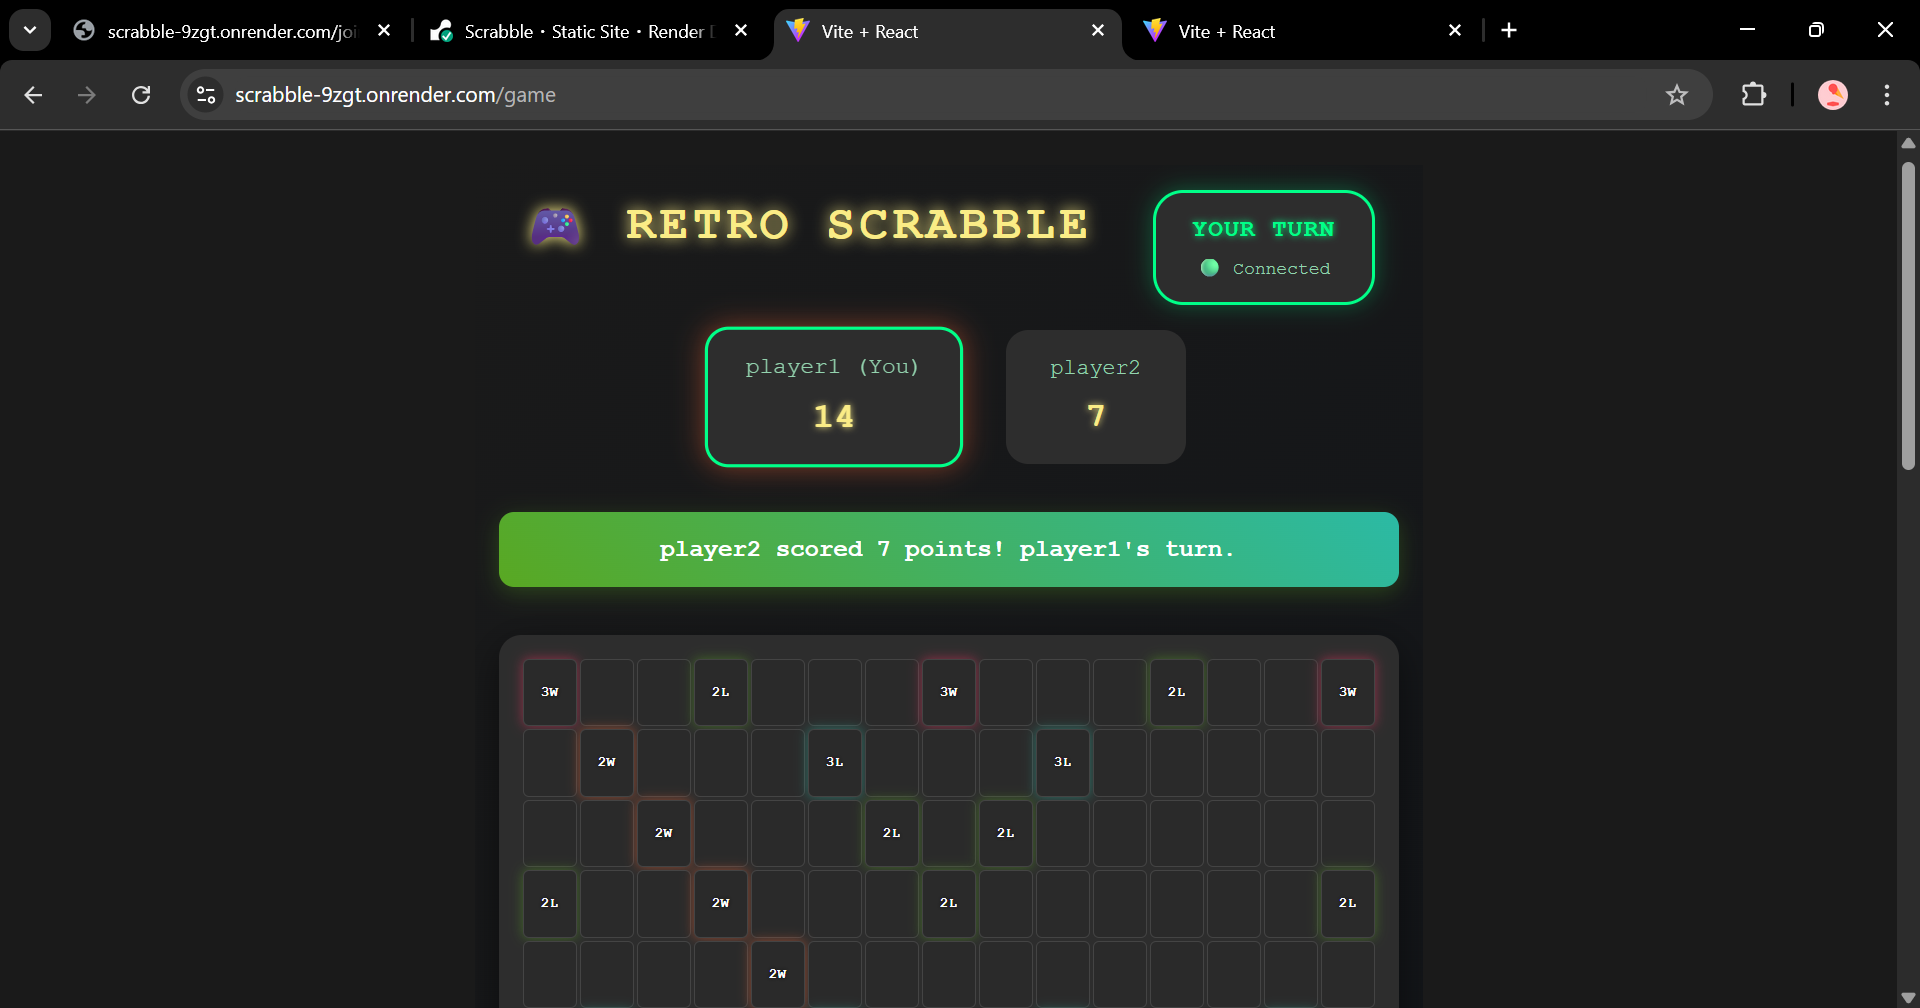 scrabble-9zgt.onrender.com/joi
Scrabble · Static Site · Render
Vite + React
Vite + React
scrabble-9zgt.onrender.com/game
RETRO SCRABBLE
YOUR TURN
Connected
player1 (You)
14
player2
7
player2 scored 7 points! player1's turn.
3W 2L 3W 2L 3W
2W 3L 3L
2W 2L 2L
2L 2W 2L 2L
2W